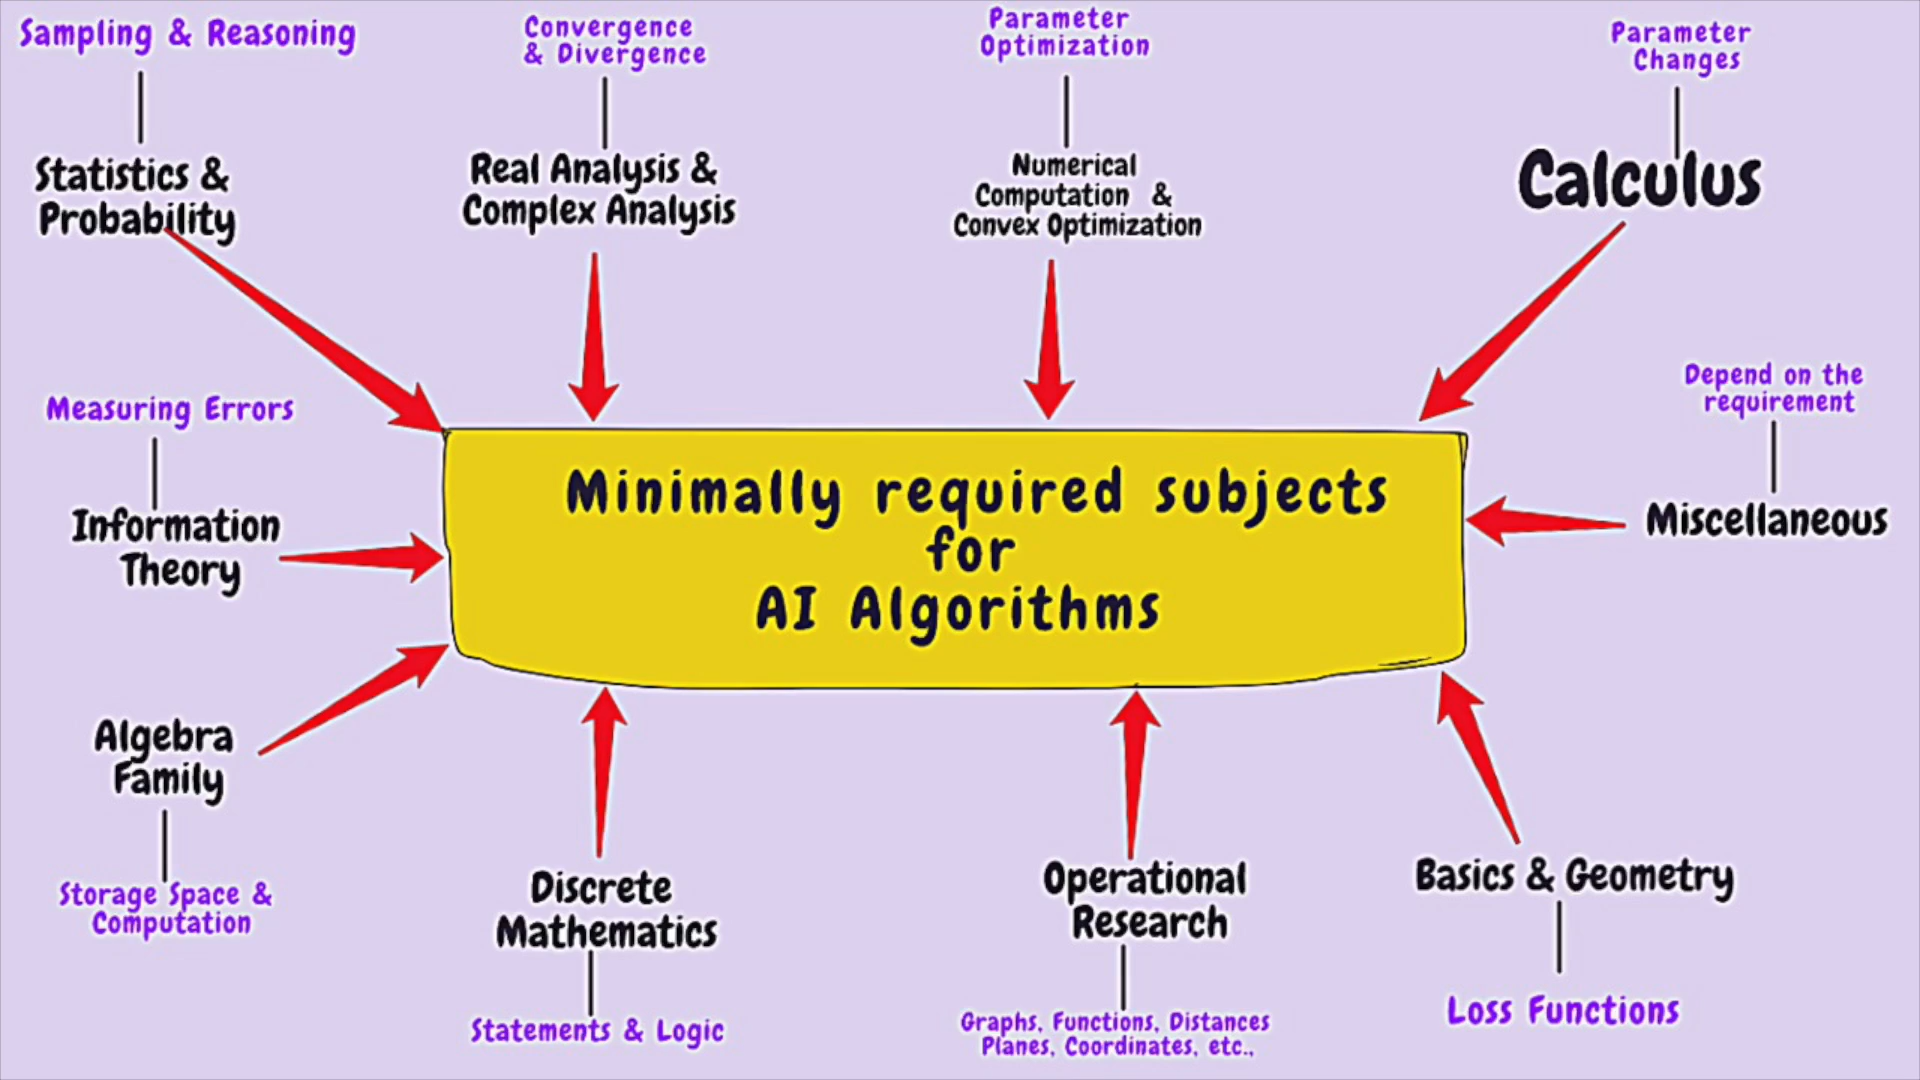 Sampling & Reasoning
Statistics &
Probability
Convergence
& Divergence
Real Analysis &
Complex Analysis
Parameter
Optimization
Numerical
Computation &
Convex Optimization
Parameter
Changes
Calculus
Measuring Errors
Information
Theory
Minimally required subjects
for
AI Algorithms
Depend on the
requirement
Miscellaneous
Algebra
Family
Storage Space &
Computation
Discrete
Mathematics
Statements & Logic
Operational
Research
Graphs, Functions, Distances
Planes, Coordinates, etc.,
Basics & Geometry
Loss Functions